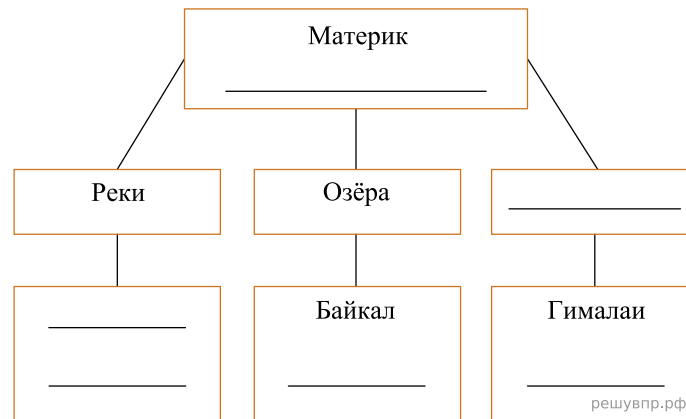 Материк
Реки
Озёра
Байкал
Гималаи
решувпр.рф